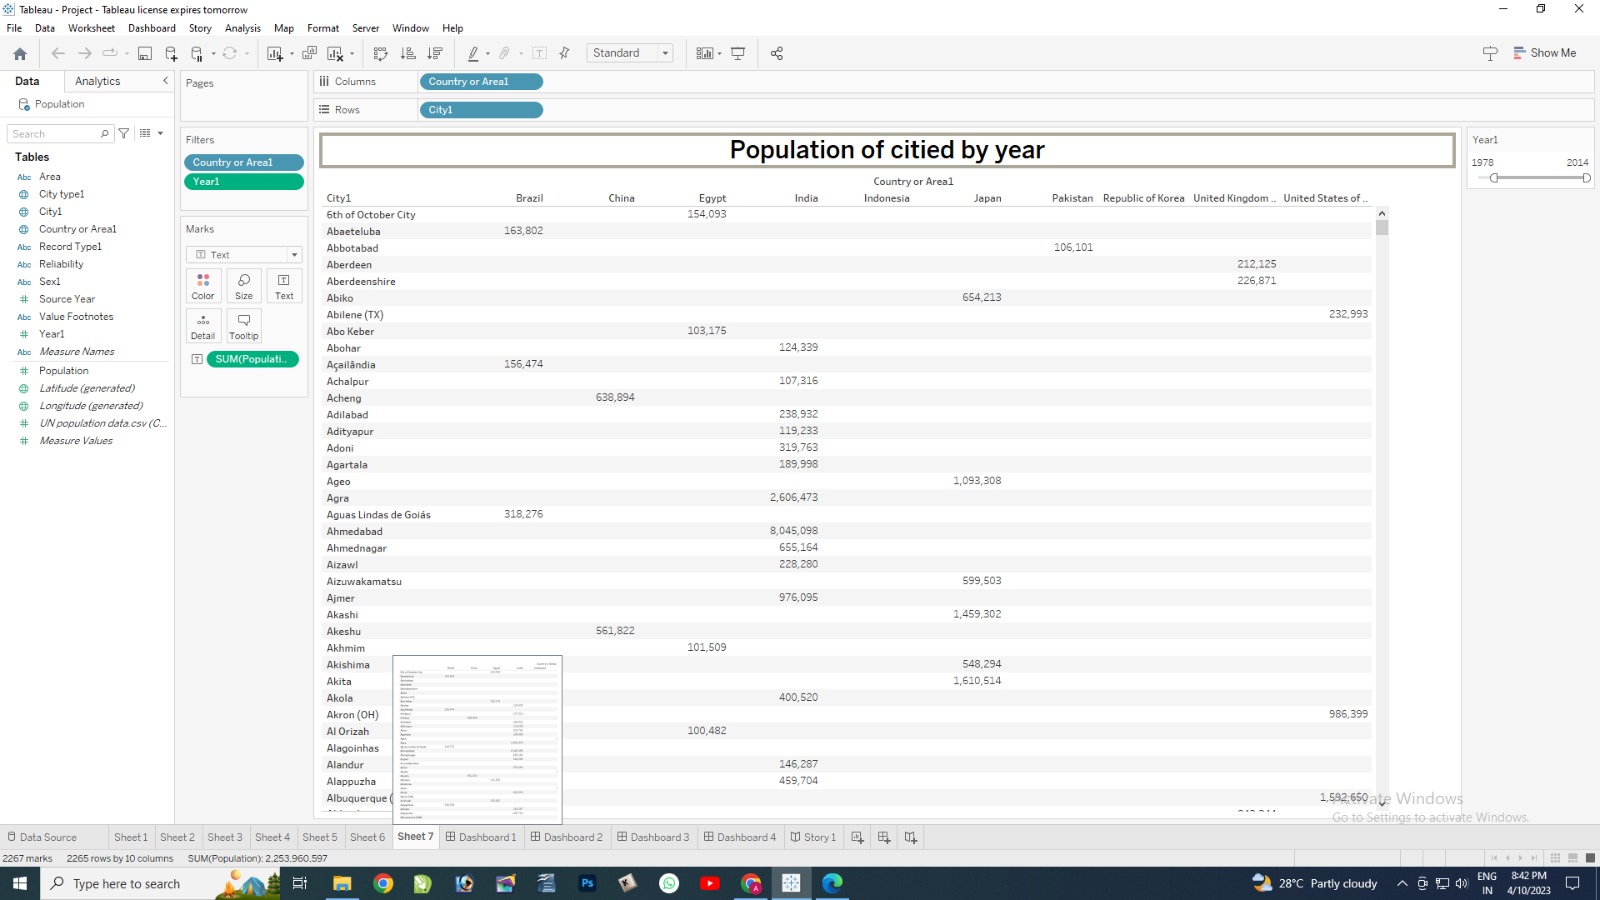 Tableau - Project - Tableau license expires tomorrow
File Data Worksheet Dashboard Story Analysis Map Format Server Window Help
Standard
Show Me
Data Analytics
Population
Search
Tables
Abc Area
City type1
City1
Country or Area1
Abc Record Type1
Abc Reliability
Abc Sex1
# Source Year
Abc Value Footnotes
# Year1
Abc Measure Names
# Population
Latitude (generated)
Longitude (generated)
# UN population data.csv (C...
# Measure Values
Pages
Filters
Country or Area1
Year1
Marks
Text
Color Size Text
Detail Tooltip
SUM(Populati..
Columns Country or Area1
Rows City1
Population of citied by year
Year1
1978 2014
Country or Area1
City1 Brazil China Egypt India Indonesia Japan Pakistan Republic of Korea United Kingdom .. United States of ..
6th of October City 154,093
Abaeteluba 163,802
Abbotabad 106,101
Aberdeen 212,125
Aberdeenshire 226,871
Abiko 654,213
Abilene (TX) 232,993
Abo Keber 103,175
Abohar 124,339
Açailândia 156,474
Achalpur 107,316
Acheng 638,894
Adilabad 238,932
Adityapur 119,233
Adoni 319,763
Agartala 189,998
Ageo 1,093,308
Agra 2,606,473
Aguas Lindas de Goiás 318,276
Ahmedabad 8,045,098
Ahmednagar 655,164
Aizawl 228,280
Aizuwakamatsu 599,503
Ajmer 976,095
Akashi 1,459,302
Akeshu 561,822
Akhmim 101,509
Akishima 548,294
Akita 1,610,514
Akola 400,520
Akron (OH) 986,399
Al Orizah 100,482
Alagoinhas
Alandur 146,287
Alappuzha 459,704
Albuquerque ( 1,592,650
Activate Windows
Go to Settings to activate Windows.
Data Source Sheet 1 Sheet 2 Sheet 3 Sheet 4 Sheet 5 Sheet 6 Sheet 7 Dashboard 1 Dashboard 2 Dashboard 3 Dashboard 4 Story 1
2267 marks 2265 rows by 10 columns SUM(Population): 2,253,960,597
Type here to search
Ps
28°C Partly cloudy
ENG
IN
8:42 PM
4/10/2023